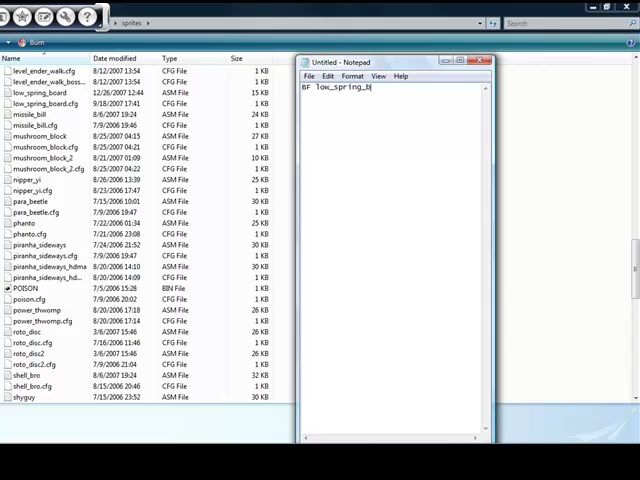 sprites
Search
Burn
Name Date modified Type Size
level_ender_walk.cfg 8/12/2007 13:54 CFG File 1 KB
level_ender_walk_boss... 8/12/2007 13:54 CFG File 1 KB
low_spring_board 12/26/2007 12:44 ASM File 15 KB
low_spring_board.cfg 9/18/2007 17:41 CFG File 1 KB
missile_bill 8/6/2007 19:24 ASM File 24 KB
missile_bill.cfg 7/9/2006 19:46 CFG File 1 KB
mushroom_block 8/25/2007 04:15 ASM File 27 KB
mushroom_block.cfg 8/25/2007 04:22 CFG File 1 KB
mushroom_block_2 8/21/2007 01:09 ASM File 10 KB
mushroom_block_2.cfg 8/25/2007 04:22 CFG File 1 KB
nipper_yi 8/26/2006 13:39 ASM File 25 KB
nipper_yi.cfg 8/23/2006 17:47 CFG File 1 KB
para_beetle 7/15/2006 10:01 ASM File 30 KB
para_beetle.cfg 7/9/2006 19:47 CFG File 1 KB
phanto 7/22/2006 01:34 ASM File 25 KB
phanto.cfg 7/21/2006 23:08 CFG File 1 KB
piranha_sideways 7/24/2006 21:52 ASM File 30 KB
piranha_sideways.cfg 7/9/2006 19:47 CFG File 1 KB
piranha_sideways_hdma 8/20/2006 14:10 ASM File 30 KB
piranha_sideways_hd... 8/20/2006 14:09 CFG File 1 KB
POISON 7/5/2006 15:28 BIN File 1 KB
poison.cfg 7/9/2006 20:02 CFG File 1 KB
power_thwomp 8/20/2006 17:18 ASM File 26 KB
power_thwomp.cfg 8/20/2006 17:14 CFG File 1 KB
roto_disc 3/6/2007 15:46 ASM File 26 KB
roto_disc.cfg 7/16/2006 11:46 CFG File 1 KB
roto_disc2 3/6/2007 15:46 ASM File 26 KB
roto_disc2.cfg 7/9/2006 21:04 CFG File 1 KB
shell_bro 8/6/2007 19:24 ASM File 32 KB
shell_bro.cfg 8/15/2006 20:46 CFG File 1 KB
shyguy 7/15/2006 23:52 ASM File 30 KB
Untitled - Notepad
File Edit Format View Help
BF low_spring_b